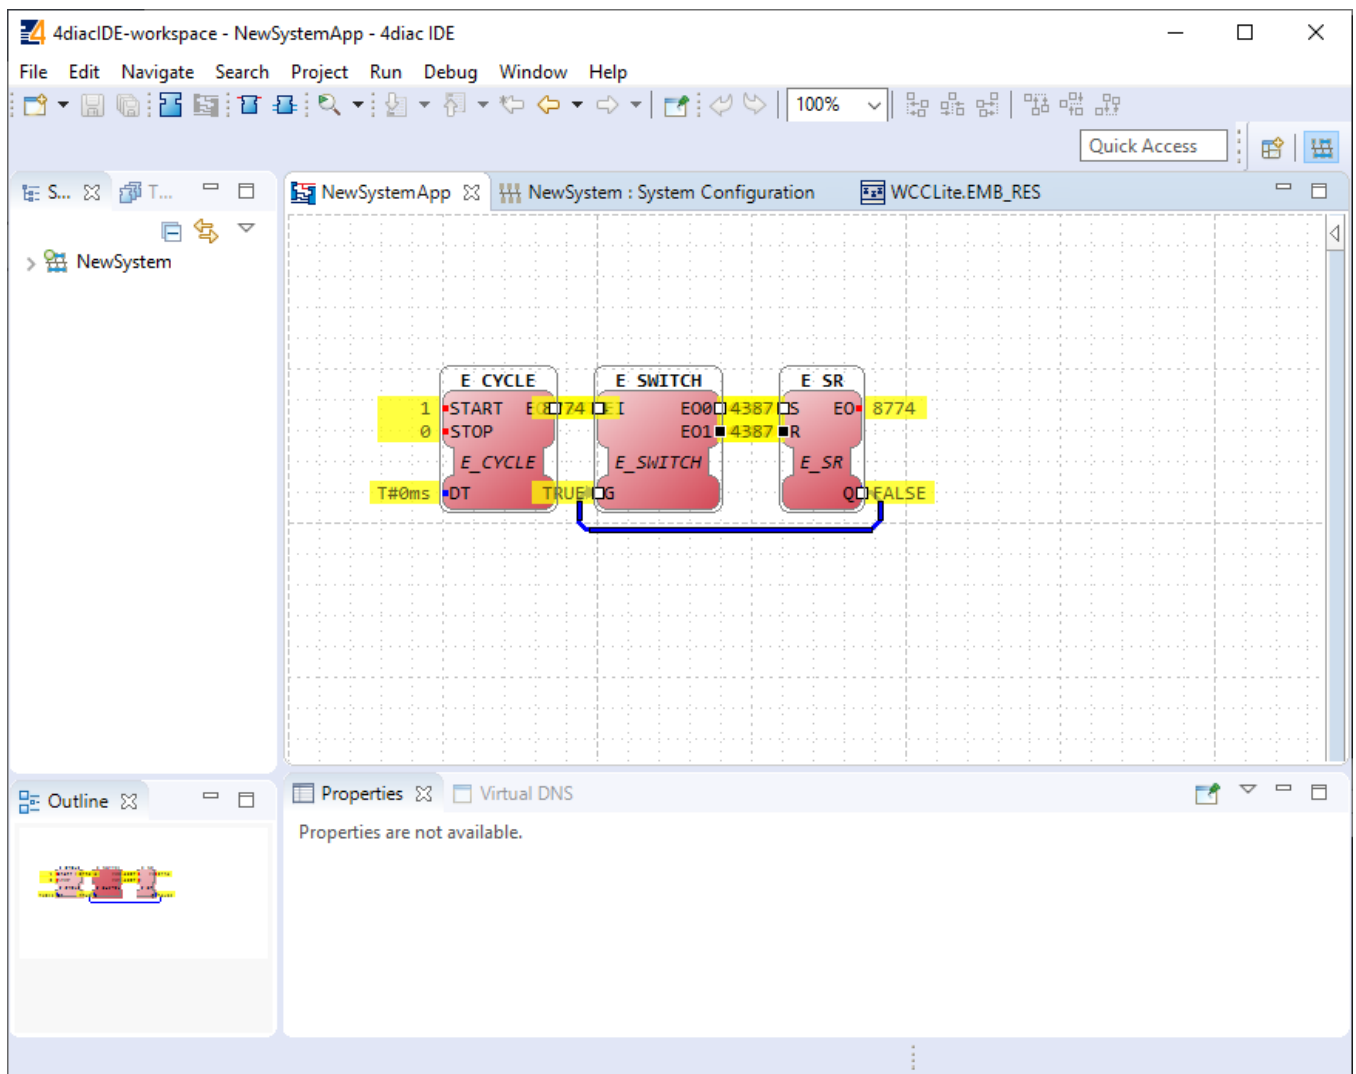 4diacIDE-workspace - NewSystemApp - 4diac IDE
File Edit Navigate Search Project Run Debug Window Help
100%
Quick Access
S... T...
NewSystemApp NewSystem : System Configuration WCCLite.EMB_RES
NewSystem
E_CYCLE E_SWITCH E_SR
1 START 8774 EI EO0 4387 S EO 8774
0 STOP EO1 4387 R
E_CYCLE E_SWITCH E_SR
T#0ms DT TRUE G Q FALSE
Outline
Properties Virtual DNS
Properties are not available.